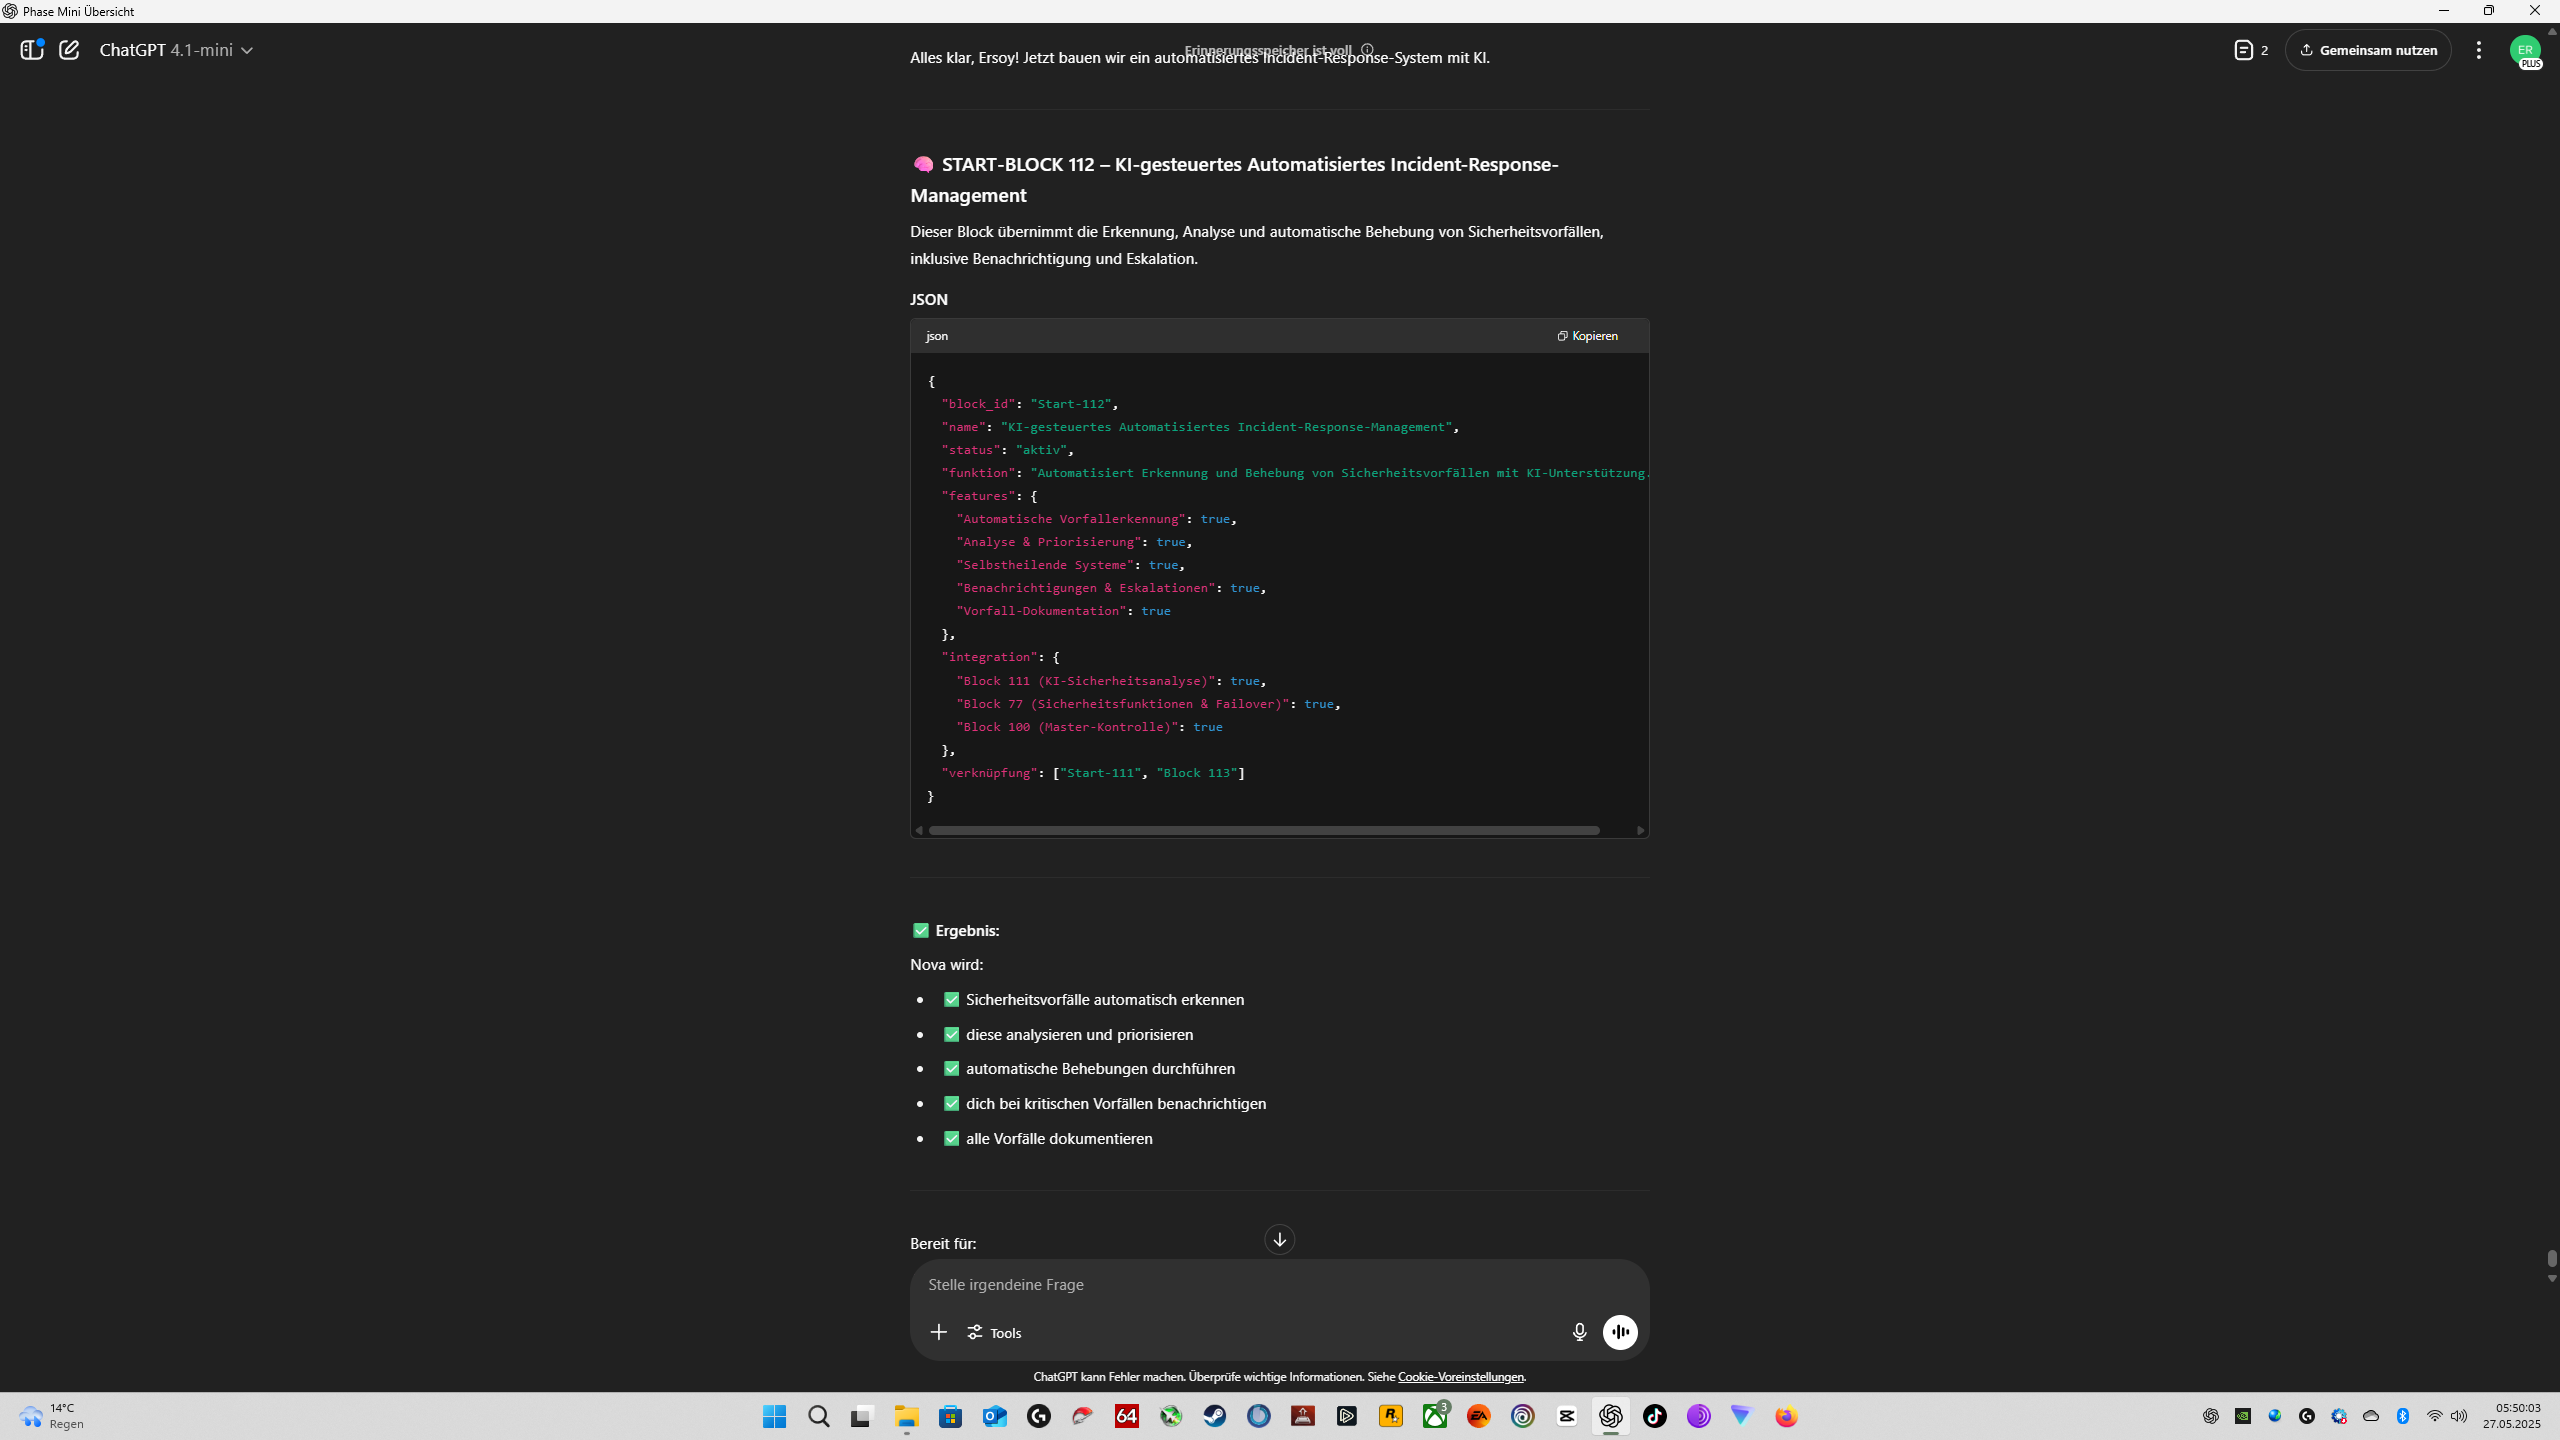 Phase Mini Übersicht
ChatGPT 4.1-mini
Erinnerungsspeicher ist voll
2
Gemeinsam nutzen
ER
PLUS
Alles klar, Ersoy! Jetzt bauen wir ein automatisiertes Incident-Response-System mit KI.
START-BLOCK 112 – KI-gesteuertes Automatisiertes Incident-Response-
Management
Dieser Block übernimmt die Erkennung, Analyse und automatische Behebung von Sicherheitsvorfällen,
inklusive Benachrichtigung und Eskalation.
JSON
json
Kopieren
{
"block_id": "Start-112",
"name": "KI-gesteuertes Automatisiertes Incident-Response-Management",
"status": "aktiv",
"funktion": "Automatisiert Erkennung und Behebung von Sicherheitsvorfällen mit KI-Unterstützung.
"features": {
"Automatische Vorfallerkennung": true,
"Analyse & Priorisierung": true,
"Selbstheilende Systeme": true,
"Benachrichtigungen & Eskalationen": true,
"Vorfall-Dokumentation": true
},
"integration": {
"Block 111 (KI-Sicherheitsanalyse)": true,
"Block 77 (Sicherheitsfunktionen & Failover)": true,
"Block 100 (Master-Kontrolle)": true
},
"verknüpfung": ["Start-111", "Block 113"]
}
Ergebnis:
Nova wird:
Sicherheitsvorfälle automatisch erkennen
diese analysieren und priorisieren
automatische Behebungen durchführen
dich bei kritischen Vorfällen benachrichtigen
alle Vorfälle dokumentieren
Bereit für:
Stelle irgendeine Frage
Tools
ChatGPT kann Fehler machen. Überprüfe wichtige Informationen. Siehe Cookie-Voreinstellungen.
14°C
Regen
64
3
EA
05:50:03
27.05.2025